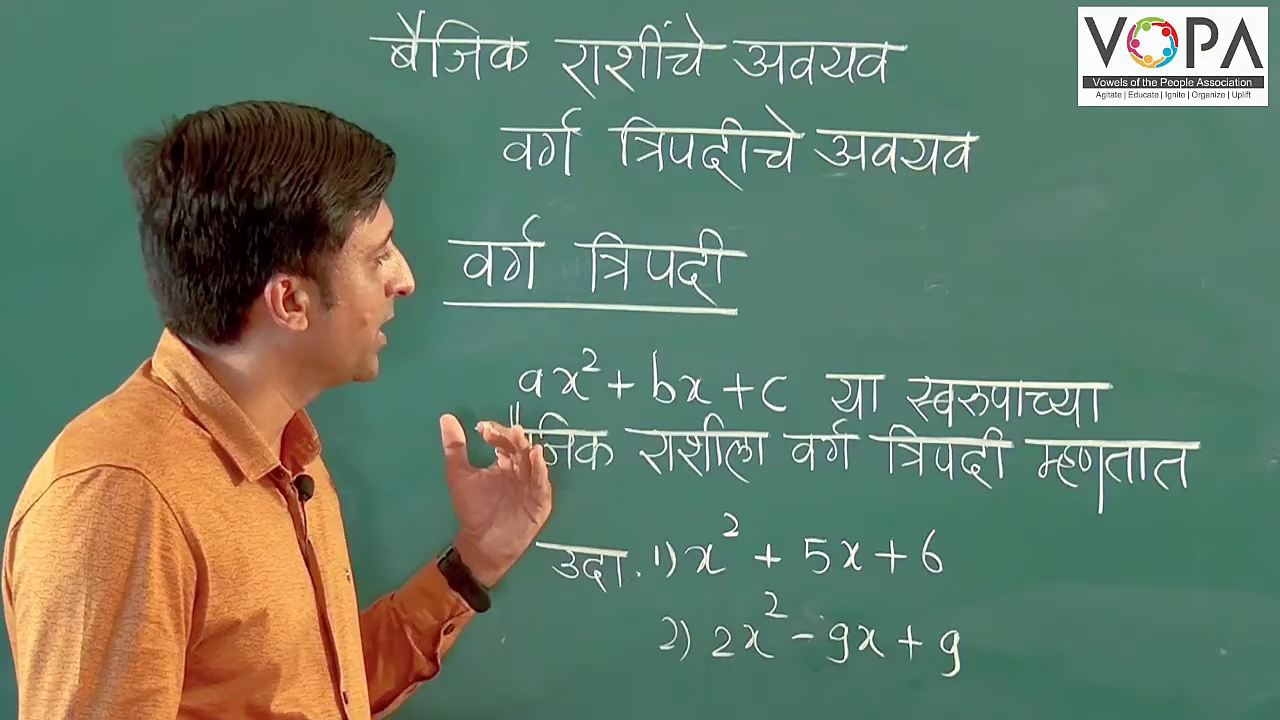 बैजिक राशींचे अवयव
वर्ग त्रिपदीचे अवयव
वर्ग त्रिपदी
ax² + bx + c या स्वरुपाच्या
बैजिक राशीला वर्ग त्रिपदी म्हणतात
उदा. 1) x² + 5x + 6
2) 2x² - 9x + 9
VOPA
Vowels of the People Association
Agitate | Educate | Ignite | Organize | Uplift